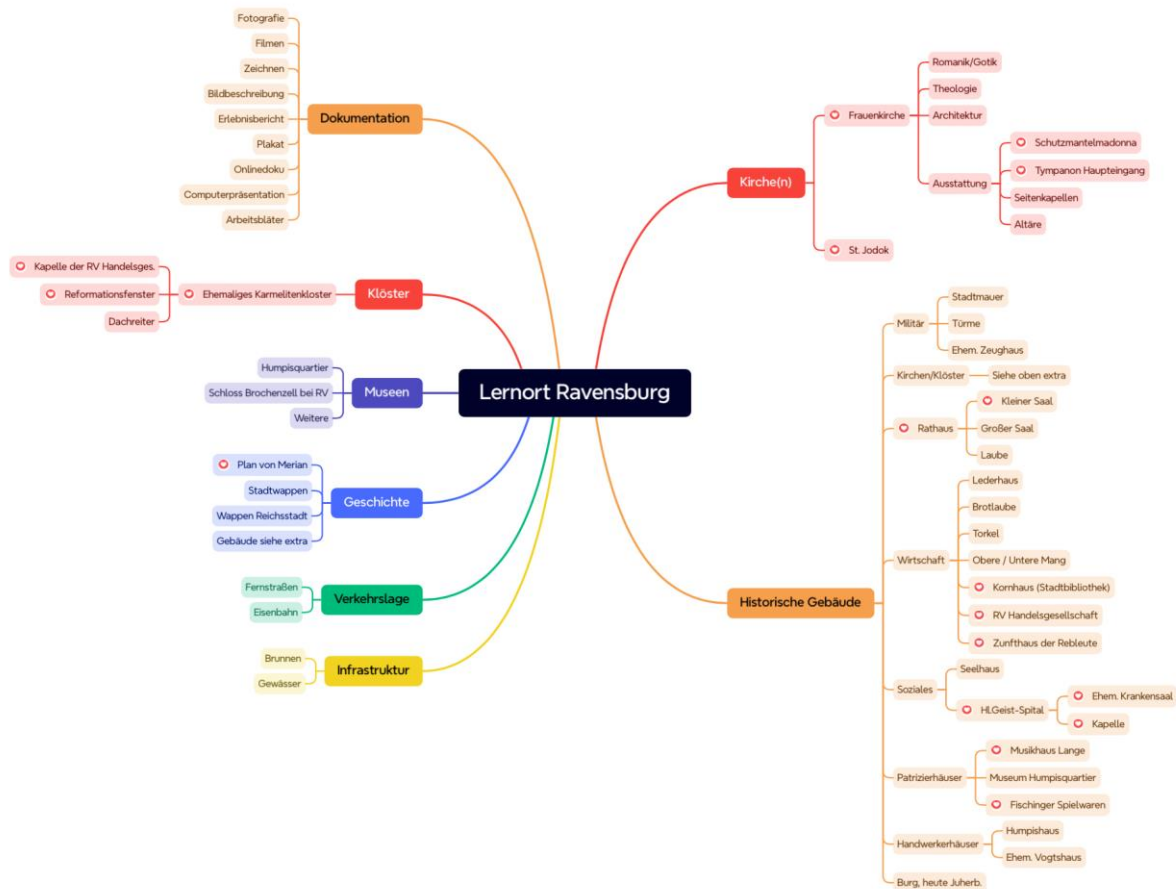 Lernort Ravensburg
Dokumentation
Fotografie
Filmen
Zeichnen
Bildbeschreibung
Erlebnisbericht
Plakat
Onlinedoku
Computerpräsentation
Arbeitsbläter
Klöster
Ehemaliges Karmelitenkloster
Kapelle der RV Handelsges.
Reformationsfenster
Dachreiter
Museen
Humpisquartier
Schloss Brochenzell bei RV
Weitere
Geschichte
Plan von Merian
Stadtwappen
Wappen Reichsstadt
Gebäude siehe extra
Verkehrslage
Fernstraßen
Eisenbahn
Infrastruktur
Brunnen
Gewässer
Kirche(n)
Frauenkirche
Romanik/Gotik
Theologie
Architektur
Ausstattung
Schutzmantelmadonna
Tympanon Haupteingang
Seitenkapellen
Altäre
St. Jodok
Historische Gebäude
Militär
Stadtmauer
Türme
Ehem. Zeughaus
Kirchen/Klöster
Siehe oben extra
Rathaus
Kleiner Saal
Großer Saal
Laube
Wirtschaft
Lederhaus
Brotlaube
Torkel
Obere / Untere Mang
Kornhaus (Stadtbibliothek)
RV Handelsgesellschaft
Zunfthaus der Rebleute
Soziales
Seelhaus
Hl.Geist-Spital
Ehem. Krankensaal
Kapelle
Patrizierhäuser
Musikhaus Lange
Museum Humpisquartier
Fischinger Spielwaren
Handwerkerhäuser
Humpishaus
Ehem. Vogtshaus
Burg, heute Juherb.